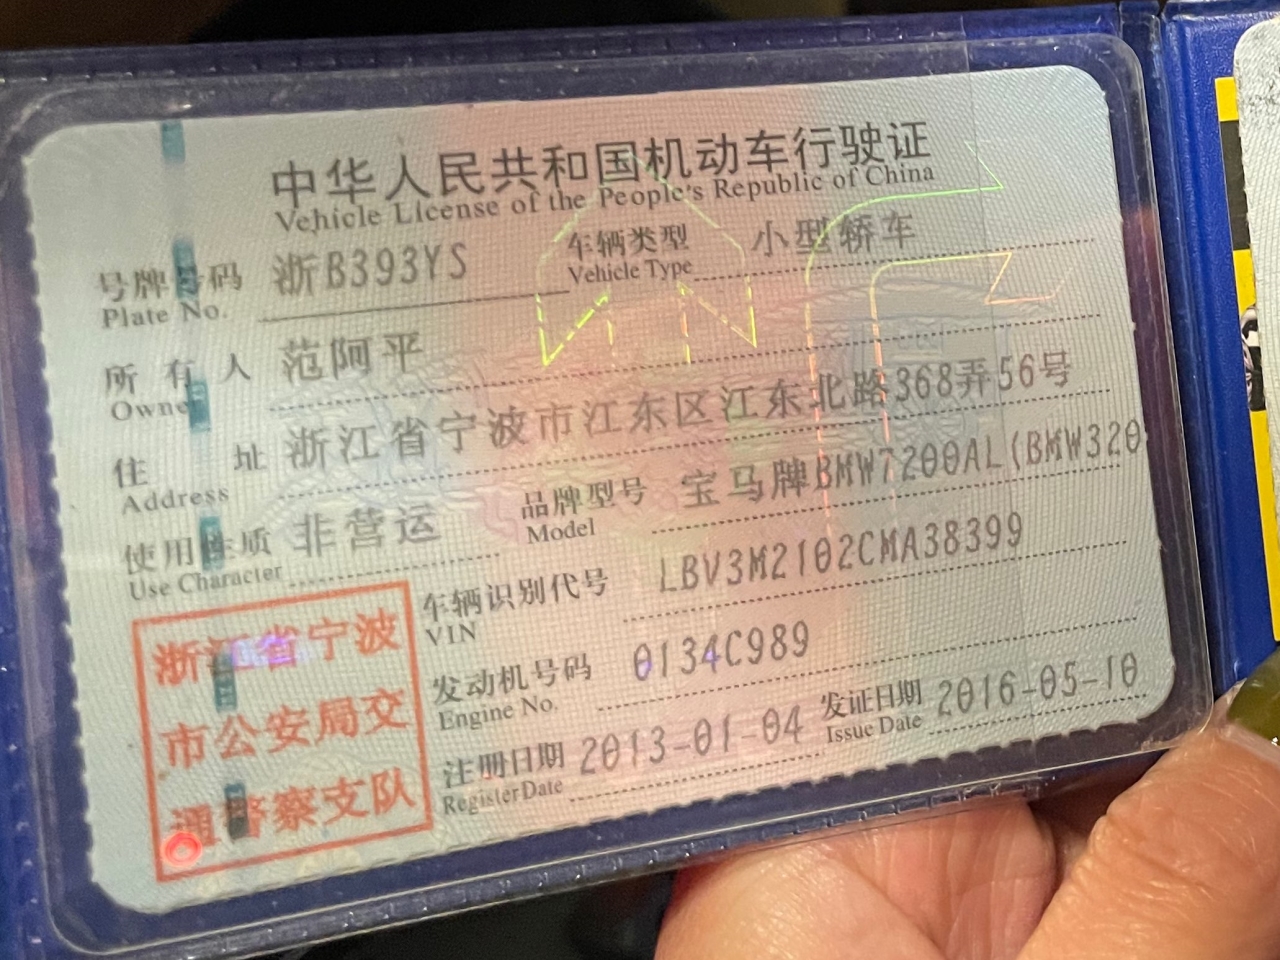 中华人民共和国机动车行驶证
Vehicle License of the People's Republic of China
号牌号码 浙B393YS 车辆类型 小型轿车
Plate No. Vehicle Type
所有人 范阿平
Owner
住址 浙江省宁波市江东区江东北路368弄56号
Address
使用性质 非营运 品牌型号 宝马牌BMW7200AL(BMW320
Use Character Model
车辆识别代号 LBV3M2102CMA38399
VIN
发动机号码 0134C989
Engine No.
注册日期 2013-01-04 发证日期 2016-05-10
Register Date Issue Date
浙江省宁波
市公安局交
通警察支队